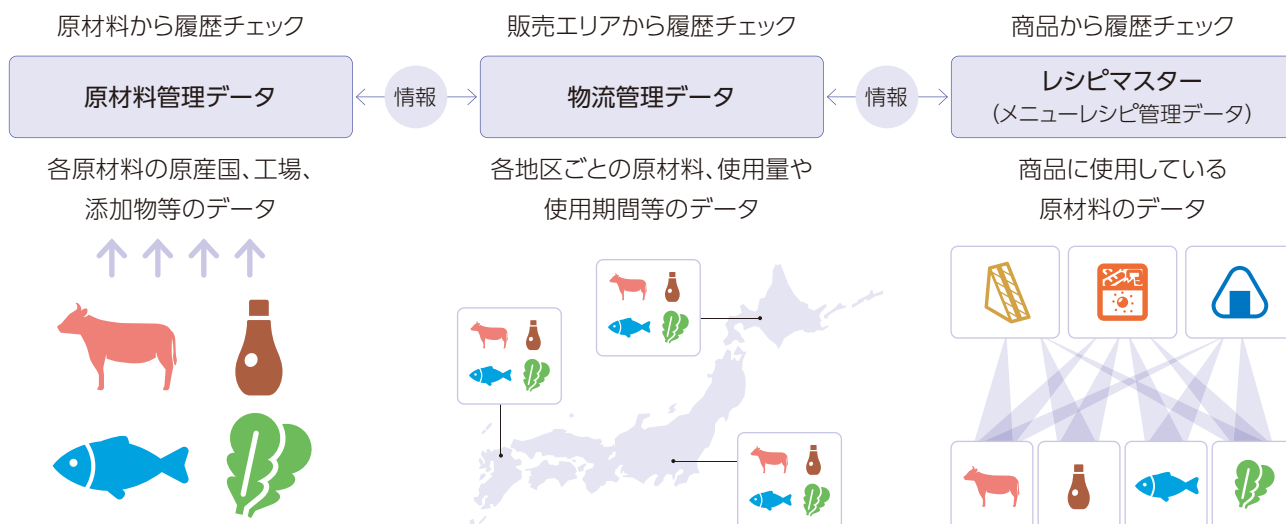 原材料から履歴チェック
販売エリアから履歴チェック
商品から履歴チェック
原材料管理データ
情報
物流管理データ
情報
レシピマスター
（メニューレシピ管理データ）
各原材料の原産国、工場、
添加物等のデータ
各地区ごとの原材料、使用量や
使用期間等のデータ
商品に使用している
原材料のデータ